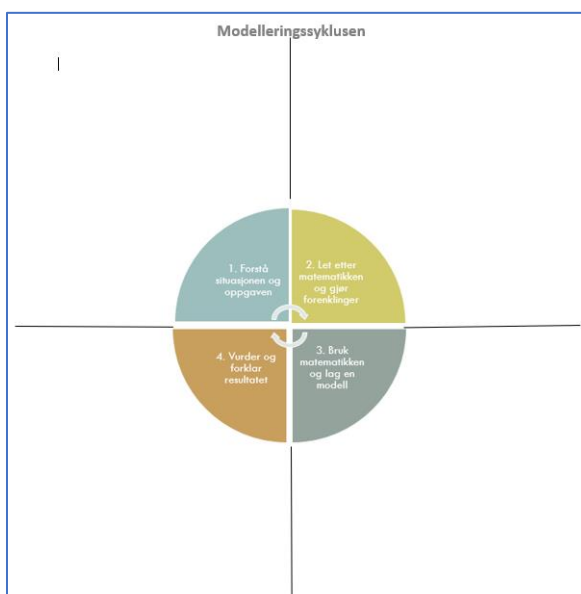 Modelleringssyklusen
1. Forstå
situasjonen og
oppgaven
2. Let etter
matematikken
og gjør
forenklinger
3. Bruk
matematikken
og lag en
modell
4. Vurder og
forklar
resultatet